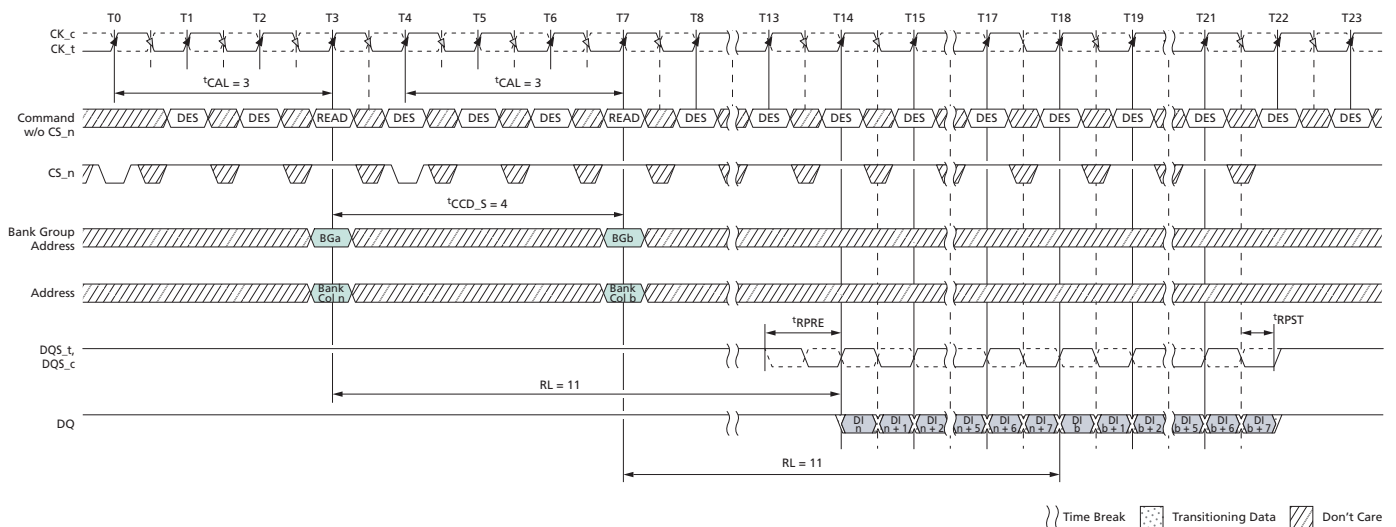 T0 T1 T2 T3 T4 T5 T6 T7 T8 T13 T14 T15 T17 T18 T19 T21 T22 T23
CK_c
CK_t
tCAL = 3 tCAL = 3
Command
w/o CS_n
DES DES READ DES DES DES READ DES DES DES DES DES DES DES DES DES DES
CS_n
tCCD_S = 4
Bank Group
Address
BGa BGb
Address
Bank
Col n
Bank
Col b
tRPRE tRPST
DQS_t,
DQS_c
RL = 11
DQ
DI
n
DI
n + 1
DI
n + 2
DI
n + 5
DI
n + 6
DI
n + 7
DI
b
DI
b + 1
DI
b + 2
DI
b + 5
DI
b + 6
DI
b + 7
RL = 11
Time Break Transitioning Data Don't Care